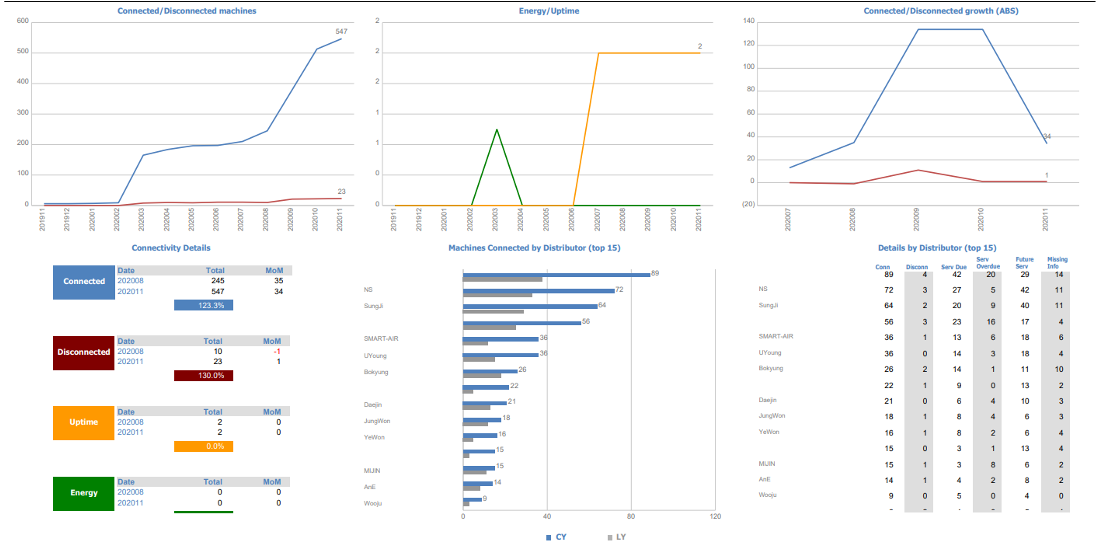 Connected/Disconnected machines
600
500
400
300
200
100
0
547
23
201911
201912
202001
202002
202003
202004
202005
202006
202007
202008
202009
202010
202011
Energy/Uptime
2
2
2
1
1
0
0
2
201911
201912
202001
202002
202003
202004
202005
202006
202007
202008
202009
202010
202011
Connected/Disconnected growth (ABS)
140
120
100
80
60
40
20
0
(20)
34
1
202007
202008
202009
202010
202011
Connectivity Details
Connected
Date Total MoM
202008 245 35
202011 547 34
123.3%
Disconnected
Date Total MoM
202008 10 -1
202011 23 1
130.0%
Uptime
Date Total MoM
202008 2 0
202011 2 0
0.0%
Energy
Date Total MoM
202008 0 0
202011 0 0
Machines Connected by Distributor (top 15)
89
NS 72
SungJi 64
56
SMART-AIR 36
UYoung 36
Bokyung 26
22
Daejin 21
JungWon 18
YeWon 16
15
MIJIN 15
AnE 14
Wooju 9
0 40 80 120
CY LY
Details by Distributor (top 15)
Conn Disconn Serv Due Serv Overdue Future Serv Missing Info
89 4 42 20 29 14
NS 72 3 27 5 42 11
SungJi 64 2 20 9 40 11
56 3 23 16 17 4
SMART-AIR 36 1 13 6 18 6
UYoung 36 0 14 3 18 4
Bokyung 26 2 14 1 11 10
22 1 9 0 13 2
Daejin 21 0 6 4 10 3
JungWon 18 1 8 4 6 3
YeWon 16 1 8 2 6 4
15 0 3 1 13 4
MIJIN 15 1 3 8 6 2
AnE 14 1 4 2 8 2
Wooju 9 0 5 0 4 0